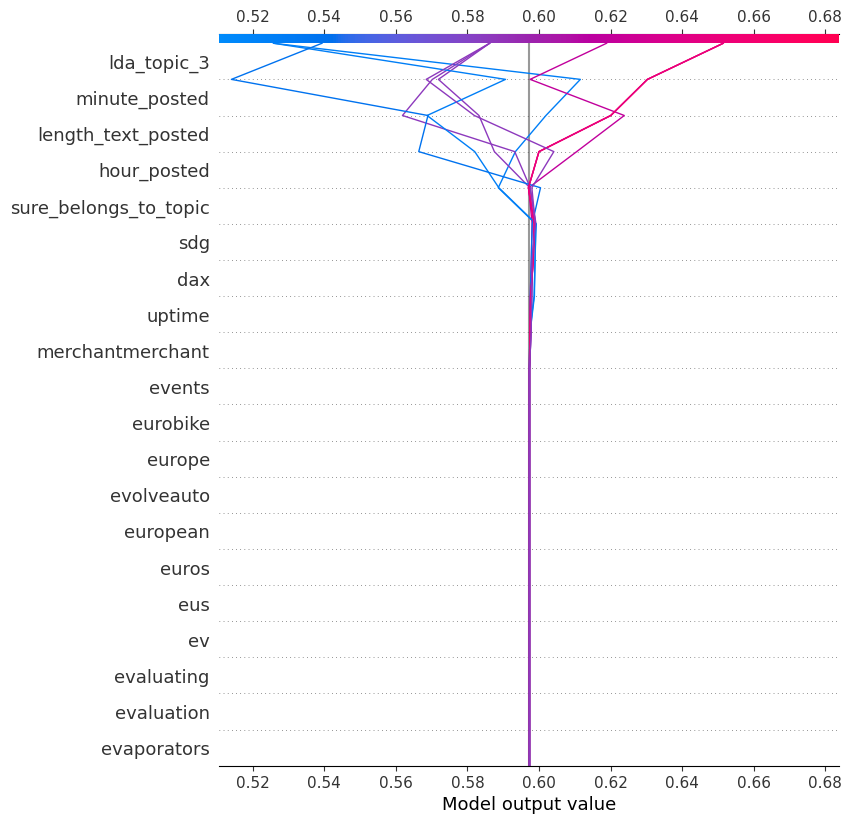 0.52 0.54 0.56 0.58 0.60 0.62 0.64 0.66 0.68
lda_topic_3
minute_posted
length_text_posted
hour_posted
sure_belongs_to_topic
sdg
dax
uptime
merchantmerchant
events
eurobike
europe
evolveauto
european
euros
eus
ev
evaluating
evaluation
evaporators
0.52 0.54 0.56 0.58 0.60 0.62 0.64 0.66 0.68
Model output value